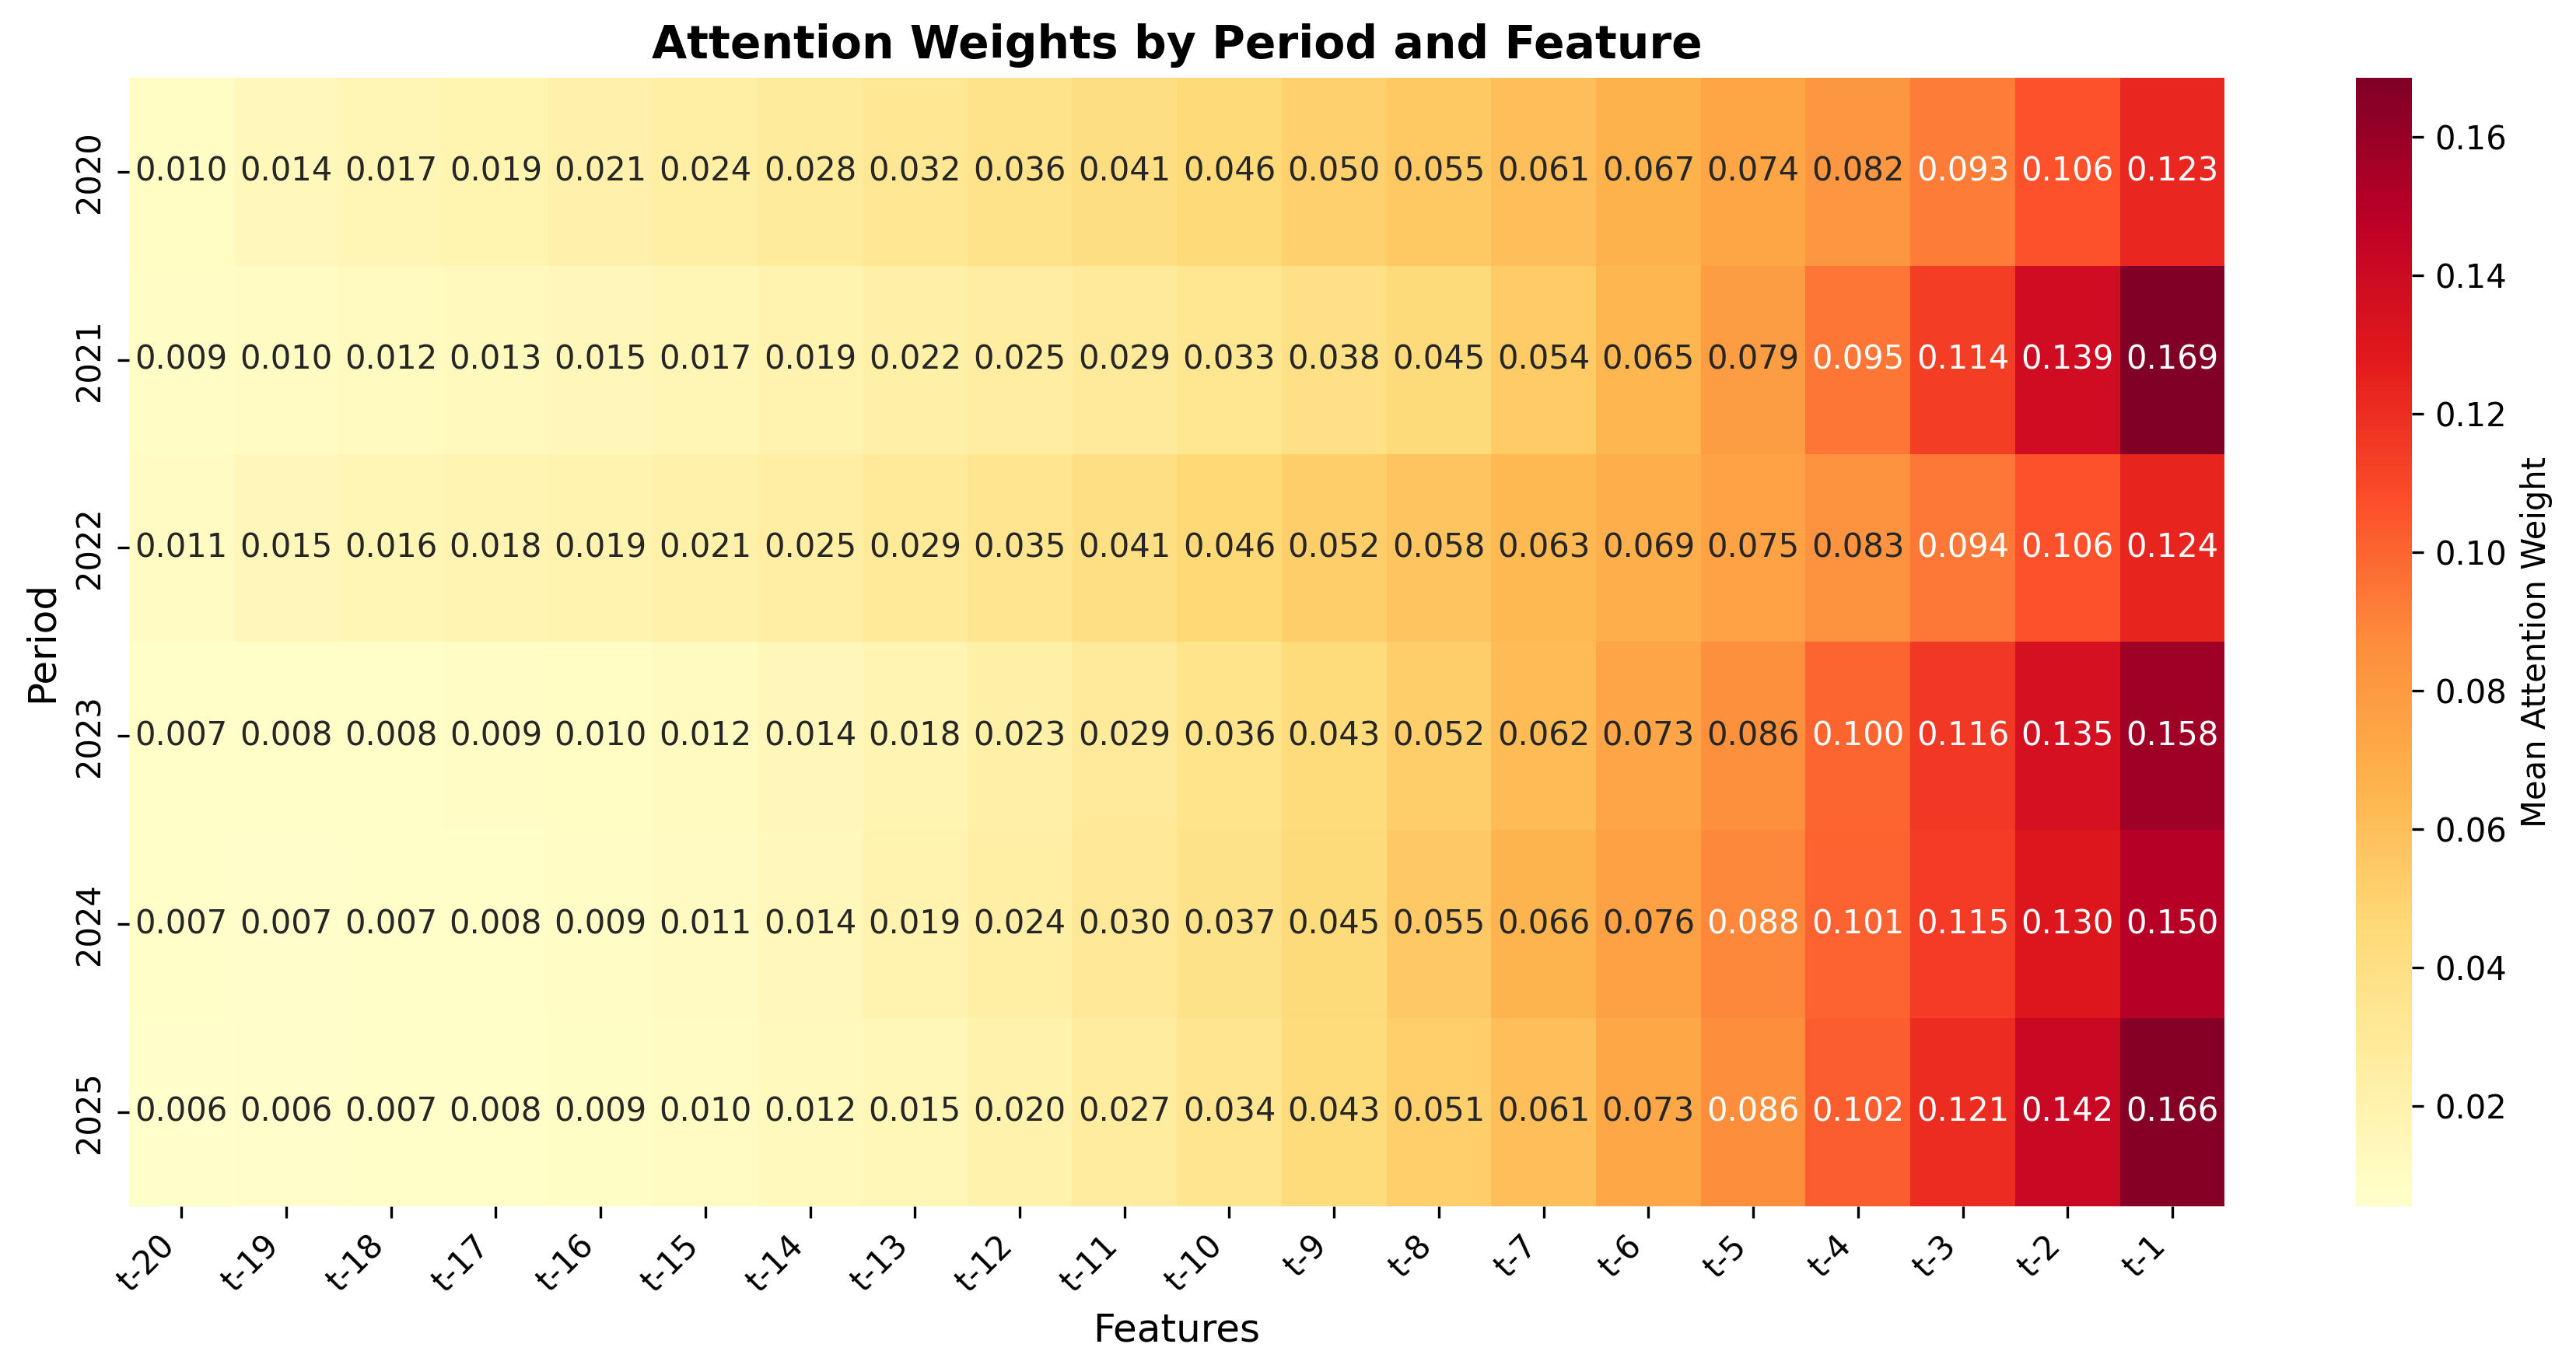 Attention Weights by Period and Feature
2020 0.010 0.014 0.017 0.019 0.021 0.024 0.028 0.032 0.036 0.041 0.046 0.050 0.055 0.061 0.067 0.074 0.082 0.093 0.106 0.123
2021 0.009 0.010 0.012 0.013 0.015 0.017 0.019 0.022 0.025 0.029 0.033 0.038 0.045 0.054 0.065 0.079 0.095 0.114 0.139 0.169
2022 0.011 0.015 0.016 0.018 0.019 0.021 0.025 0.029 0.035 0.041 0.046 0.052 0.058 0.063 0.069 0.075 0.083 0.094 0.106 0.124
2023 0.007 0.008 0.008 0.009 0.010 0.012 0.014 0.018 0.023 0.029 0.036 0.043 0.052 0.062 0.073 0.086 0.100 0.116 0.135 0.158
2024 0.007 0.007 0.007 0.008 0.009 0.011 0.014 0.019 0.024 0.030 0.037 0.045 0.055 0.066 0.076 0.088 0.101 0.115 0.130 0.150
2025 0.006 0.006 0.007 0.008 0.009 0.010 0.012 0.015 0.020 0.027 0.034 0.043 0.051 0.061 0.073 0.086 0.102 0.121 0.142 0.166
Period
t-20 t-19 t-18 t-17 t-16 t-15 t-14 t-13 t-12 t-11 t-10 t-9 t-8 t-7 t-6 t-5 t-4 t-3 t-2 t-1
Features
0.16
0.14
0.12
0.10
0.08
0.06
0.04
0.02
Mean Attention Weight